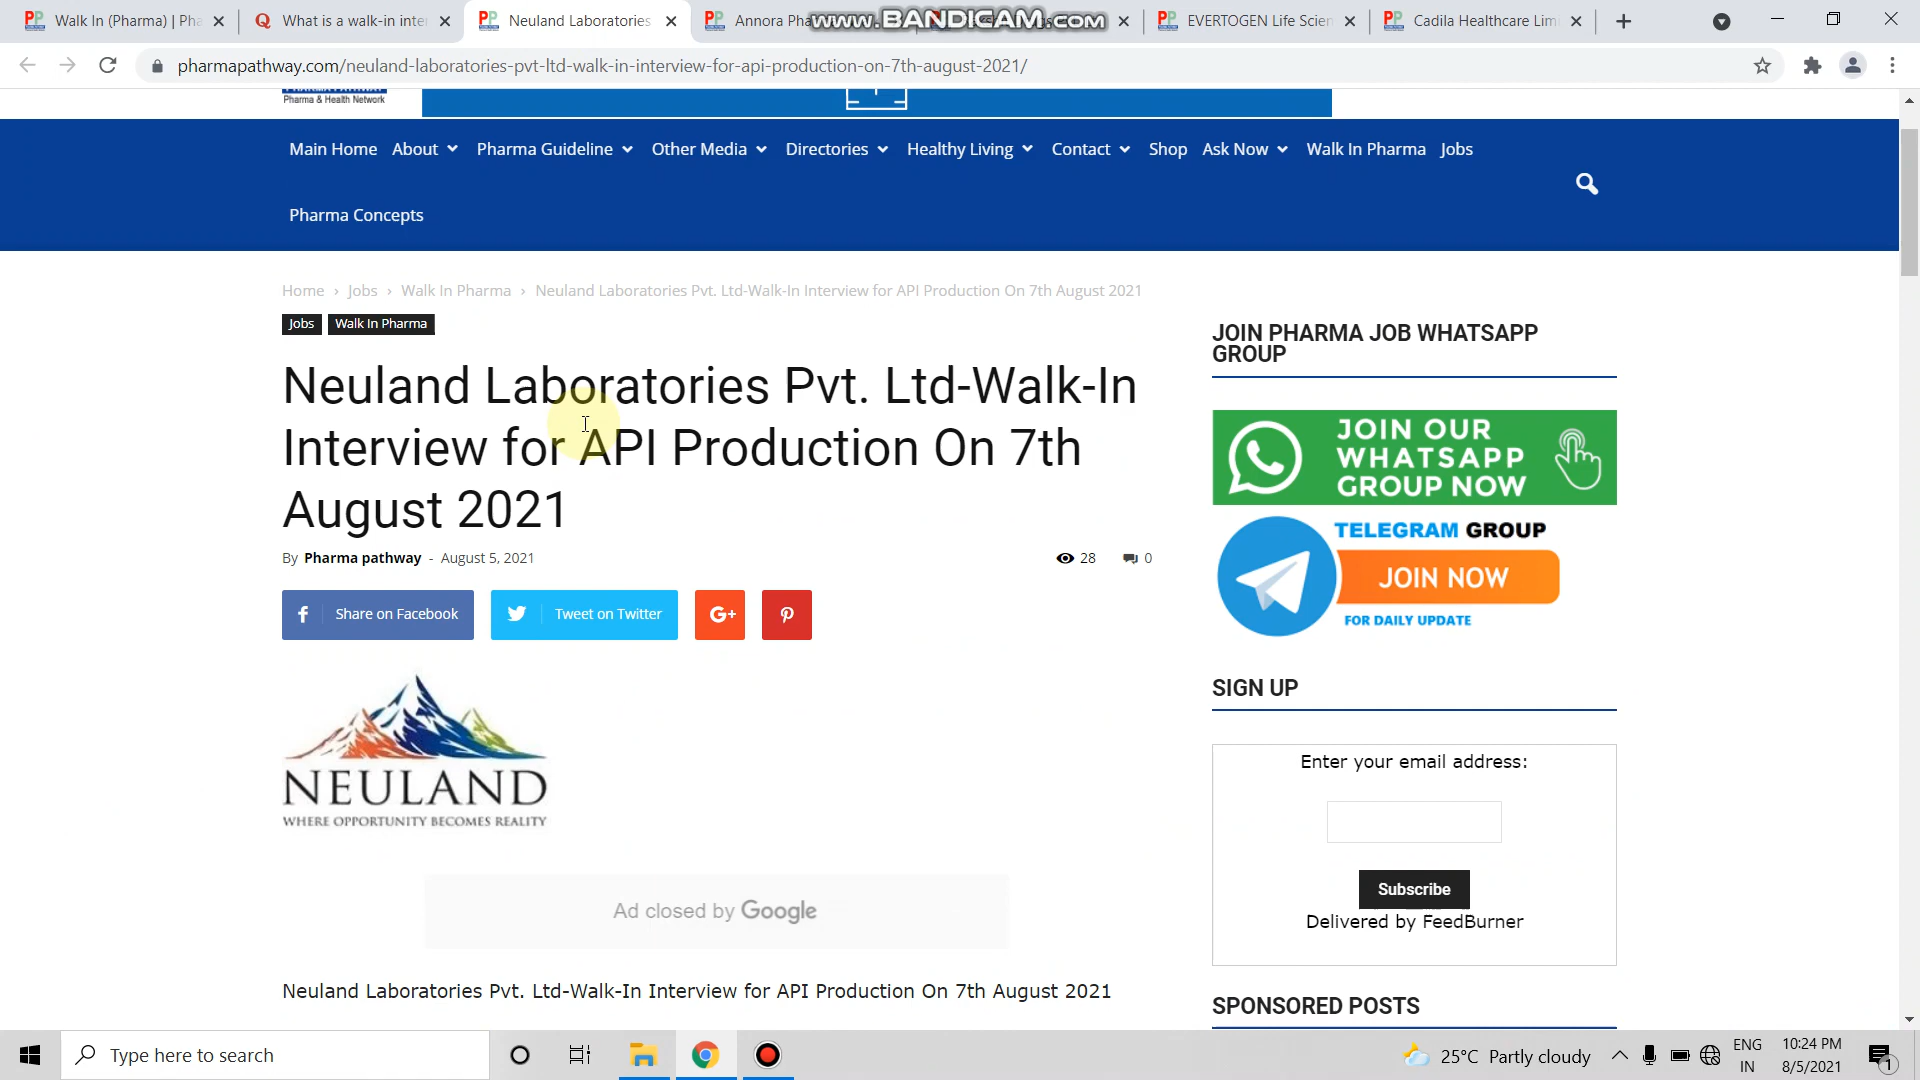 Walk In (Pharma) | Pha
What is a walk-in inte
Neuland Laboratories
Annora Pha
www.BANDICAM.com
EVERTOGEN Life Scien
Cadila Healthcare Lim
pharmapathway.com/neuland-laboratories-pvt-ltd-walk-in-interview-for-api-production-on-7th-august-2021/
Pharma & Health Network
Main Home About Pharma Guideline Other Media Directories Healthy Living Contact Shop Ask Now Walk In Pharma Jobs
Pharma Concepts
Home › Jobs › Walk In Pharma › Neuland Laboratories Pvt. Ltd-Walk-In Interview for API Production On 7th August 2021
Jobs Walk In Pharma
Neuland Laboratories Pvt. Ltd-Walk-In
Interview for API Production On 7th
August 2021
By Pharma pathway - August 5, 2021
28 0
Share on Facebook
Tweet on Twitter
G+
NEULAND
WHERE OPPORTUNITY BECOMES REALITY
Ad closed by Google
Neuland Laboratories Pvt. Ltd-Walk-In Interview for API Production On 7th August 2021
JOIN PHARMA JOB WHATSAPP
GROUP
JOIN OUR
WHATSAPP
GROUP NOW
TELEGRAM GROUP
JOIN NOW
FOR DAILY UPDATE
SIGN UP
Enter your email address:
Subscribe
Delivered by FeedBurner
SPONSORED POSTS
Type here to search
25°C Partly cloudy
ENG
IN
10:24 PM
8/5/2021
1